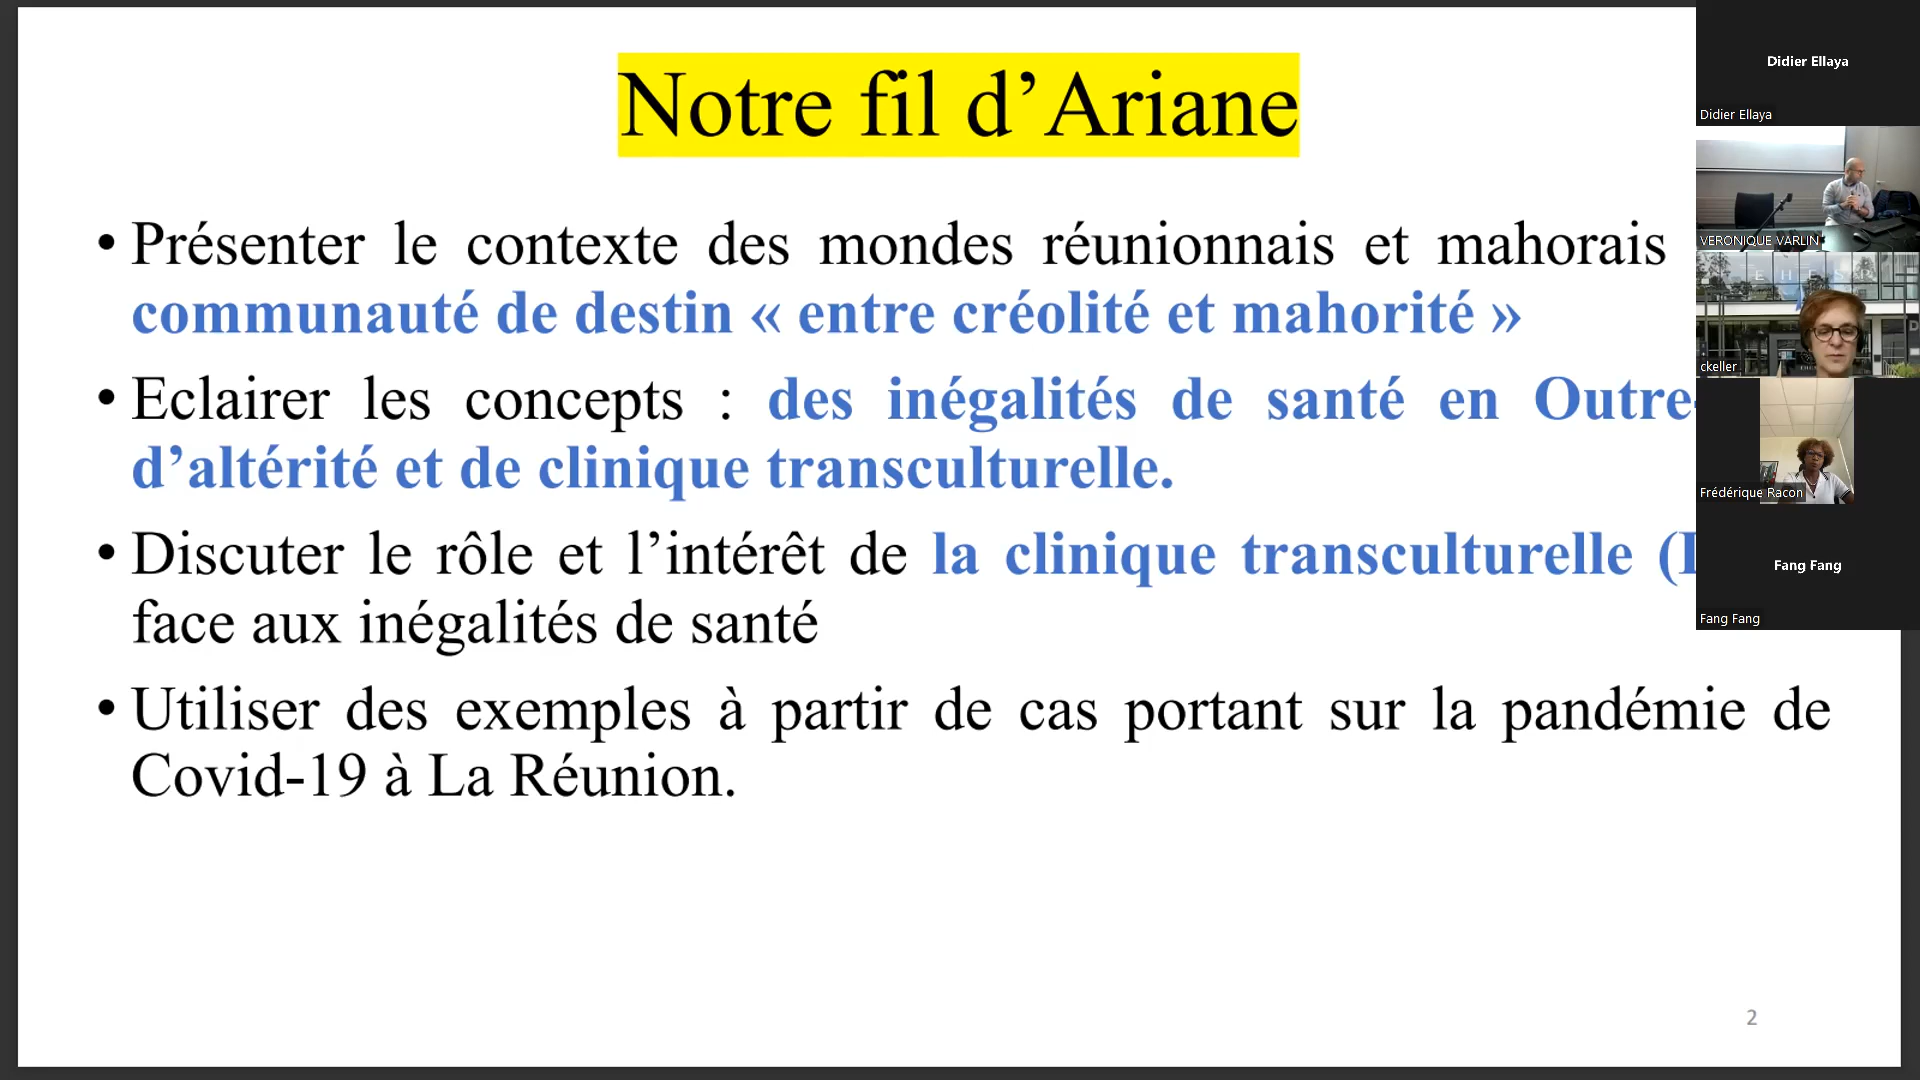 Notre fil d’Ariane
• Présenter le contexte des mondes réunionnais et mahorais
communauté de destin « entre créolité et mahorité »
• Eclairer les concepts : des inégalités de santé en Outre-
d’altérité et de clinique transculturelle.
• Discuter le rôle et l’intérêt de la clinique transculturelle
face aux inégalités de santé
• Utiliser des exemples à partir de cas portant sur la pandémie de
Covid-19 à La Réunion.
2
Didier Ellaya
Didier Ellaya
VERONIQUE VARLIN
E H E S P
ckeller
Frédérique Racon
Fang Fang
Fang Fang